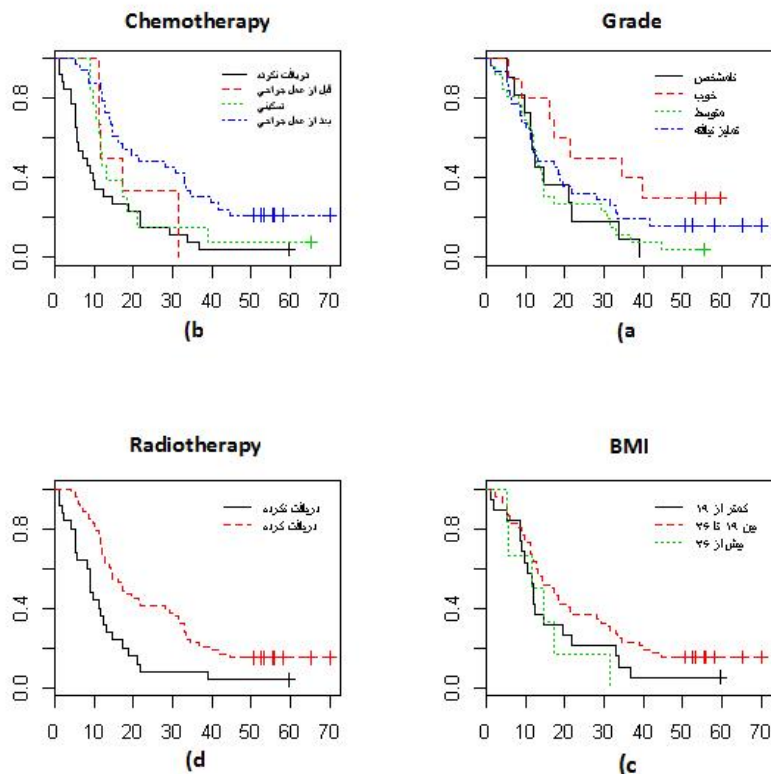 Chemotherapy
0.8
0.4
0.0
دریافت نکرده
قبل از عمل جراحی
تسکینی
بعد از عمل جراحی
0 10 20 30 40 50 60 70
(b
Grade
0.8
0.4
0.0
نامشخص
خوب
متوسط
تمایز نیافته
0 10 20 30 40 50 60 70
(a
Radiotherapy
0.8
0.4
0.0
دریافت نکرده
دریافت کرده
0 10 20 30 40 50 60 70
(d
BMI
0.8
0.4
0.0
کمتر از ۱۹
بین ۱۹ تا ۲۶
بیش از ۲۶
0 10 20 30 40 50 60 70
(c